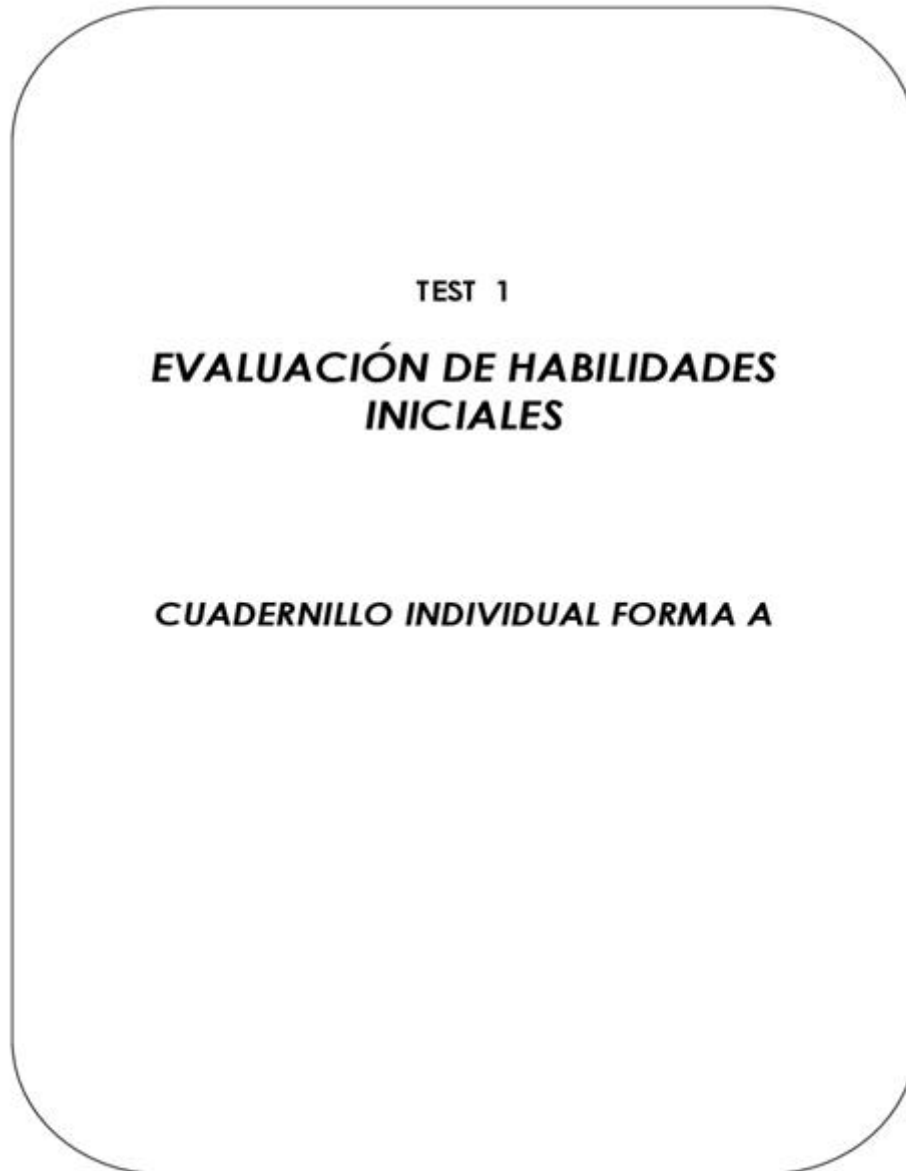 TEST 1
EVALUACIÓN DE HABILIDADES
INICIALES
CUADERNILLO INDIVIDUAL FORMA A